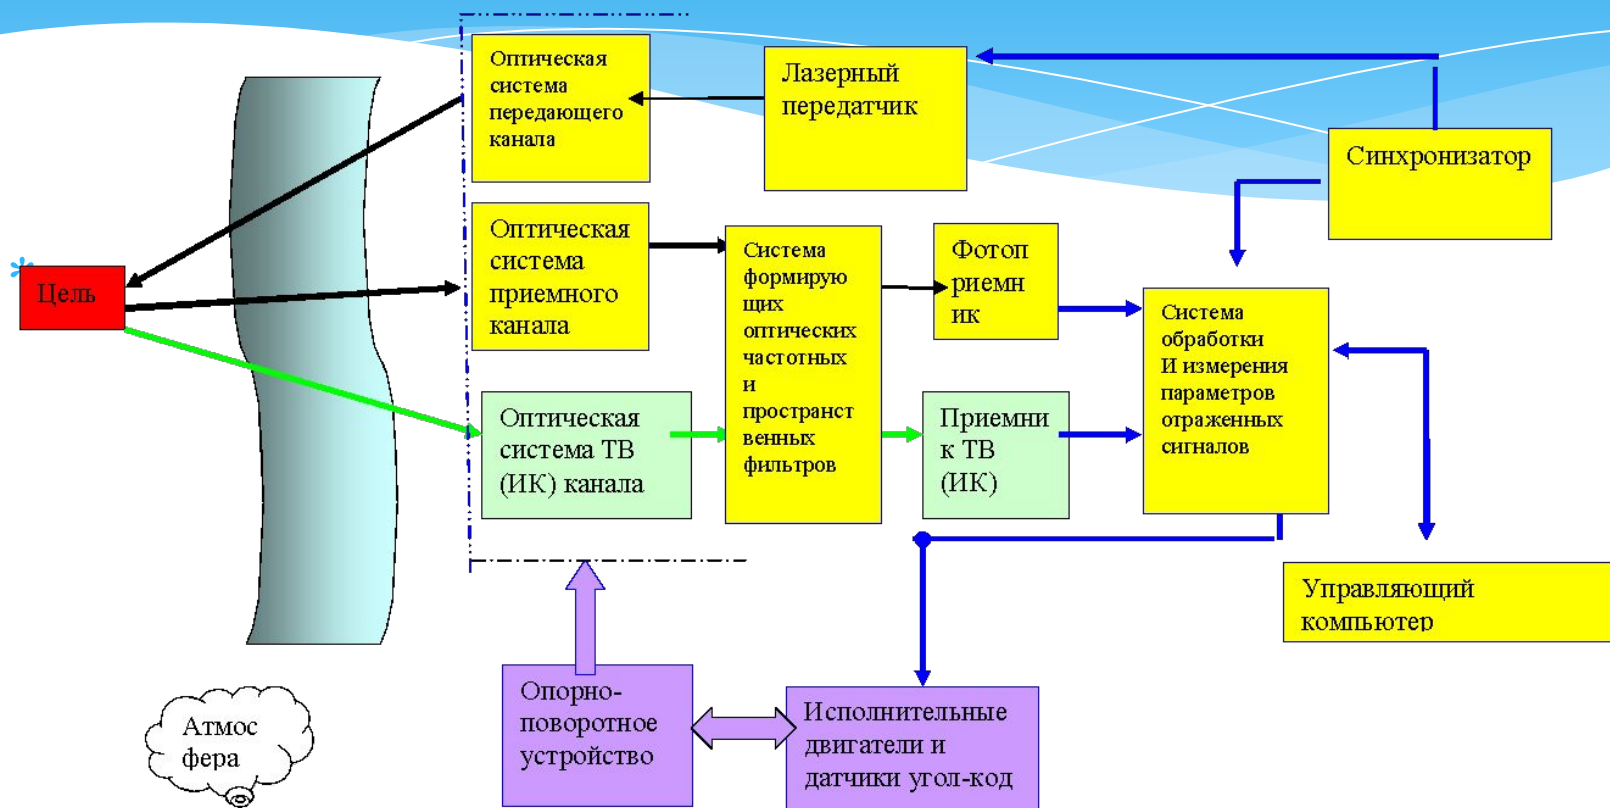 Оптическая
система
передающего
канала
Лазерный
передатчик
Синхронизатор
Оптическая
система
приемного
канала
Система
формирую
щих
оптических
частотных
и
пространст
венных
фильтров
Фотоп
риемн
ик
Цель
Система
обработки
И измерения
параметров
отраженных
сигналов
Оптическая
система ТВ
(ИК) канала
Приемни
к ТВ
(ИК)
Управляющий
компьютер
Опорно-
поворотное
устройство
Исполнительные
двигатели и
датчики угол-код
Атмос
фера